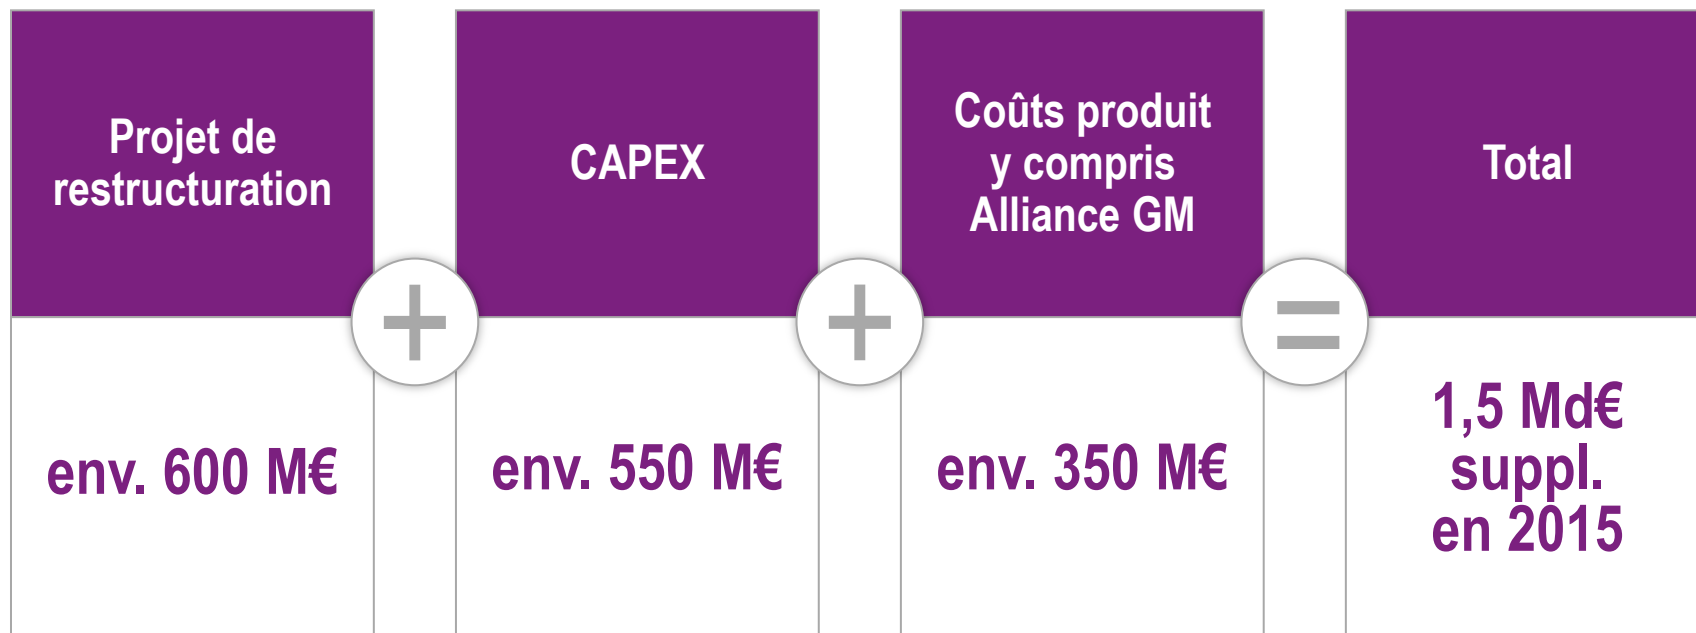 Projet de
restructuration
env. 600 M€
+
CAPEX
env. 550 M€
+
Coûts produit
y compris
Alliance GM
env. 350 M€
=
Total
1,5 Md€
suppl.
en 2015